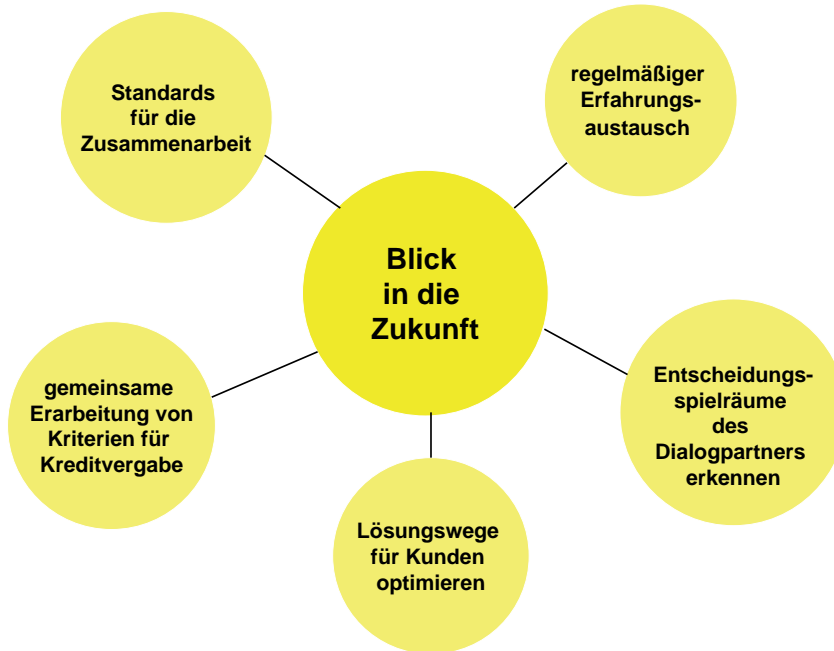 Standards
für die
Zusammenarbeit
regelmäßiger
Erfahrungs-
austausch
Blick
in die
Zukunft
gemeinsame
Erarbeitung von
Kriterien für
Kreditvergabe
Entscheidungs-
spielräume
des
Dialogpartners
erkennen
Lösungswege
für Kunden
optimieren